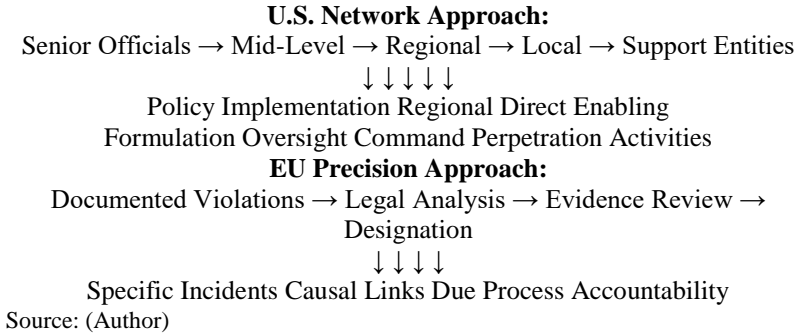 U.S. Network Approach:
Senior Officials → Mid-Level → Regional → Local → Support Entities
↓ ↓ ↓ ↓ ↓
Policy Implementation Regional Direct Enabling
Formulation Oversight Command Perpetration Activities
EU Precision Approach:
Documented Violations → Legal Analysis → Evidence Review →
Designation
↓ ↓ ↓ ↓
Specific Incidents Causal Links Due Process Accountability
Source: (Author)